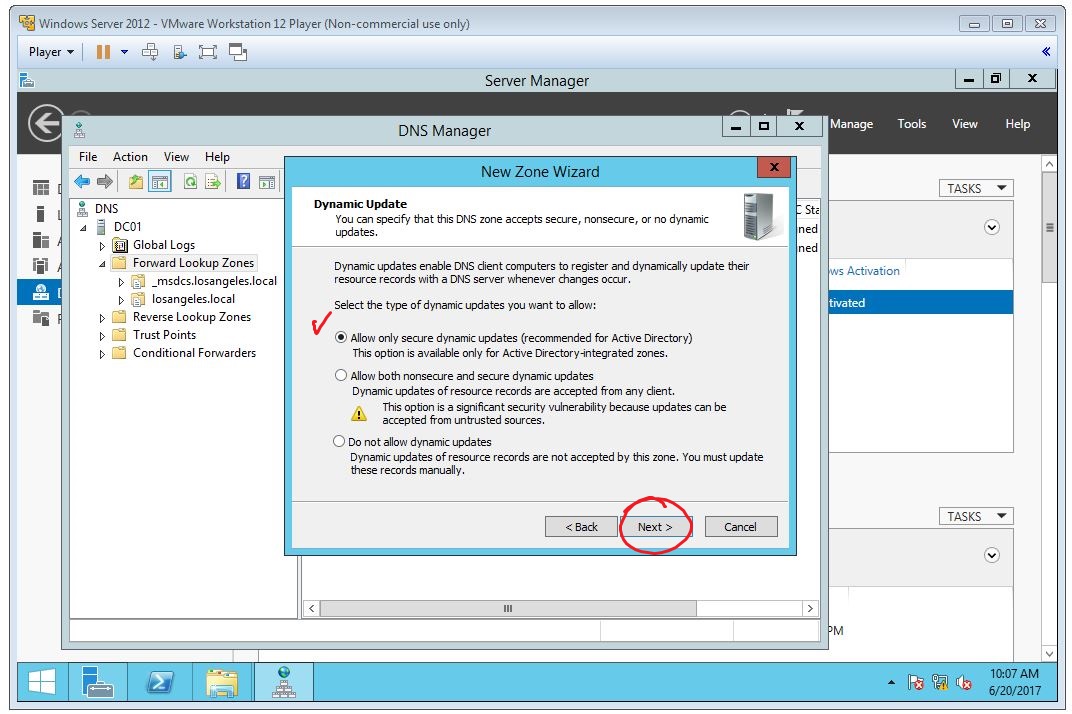 Windows Server 2012 - VMware Workstation 12 Player (Non-commercial use only)
Player
Server Manager
Manage Tools View Help
DNS Manager
File Action View Help
DNS
DC01
Global Logs
Forward Lookup Zones
_msdcs.losangeles.local
losangeles.local
Reverse Lookup Zones
Trust Points
Conditional Forwarders
New Zone Wizard
Dynamic Update
You can specify that this DNS zone accepts secure, nonsecure, or no dynamic
updates.
Dynamic updates enable DNS client computers to register and dynamically update their
resource records with a DNS server whenever changes occur.
Select the type of dynamic updates you want to allow:
Allow only secure dynamic updates (recommended for Active Directory)
This option is available only for Active Directory-integrated zones.
Allow both nonsecure and secure dynamic updates
Dynamic updates of resource records are accepted from any client.
This option is a significant security vulnerability because updates can be
accepted from untrusted sources.
Do not allow dynamic updates
Dynamic updates of resource records are not accepted by this zone. You must update
these records manually.
< Back Next > Cancel
TASKS
Activation
TASKS
PM
10:07 AM
6/20/2017